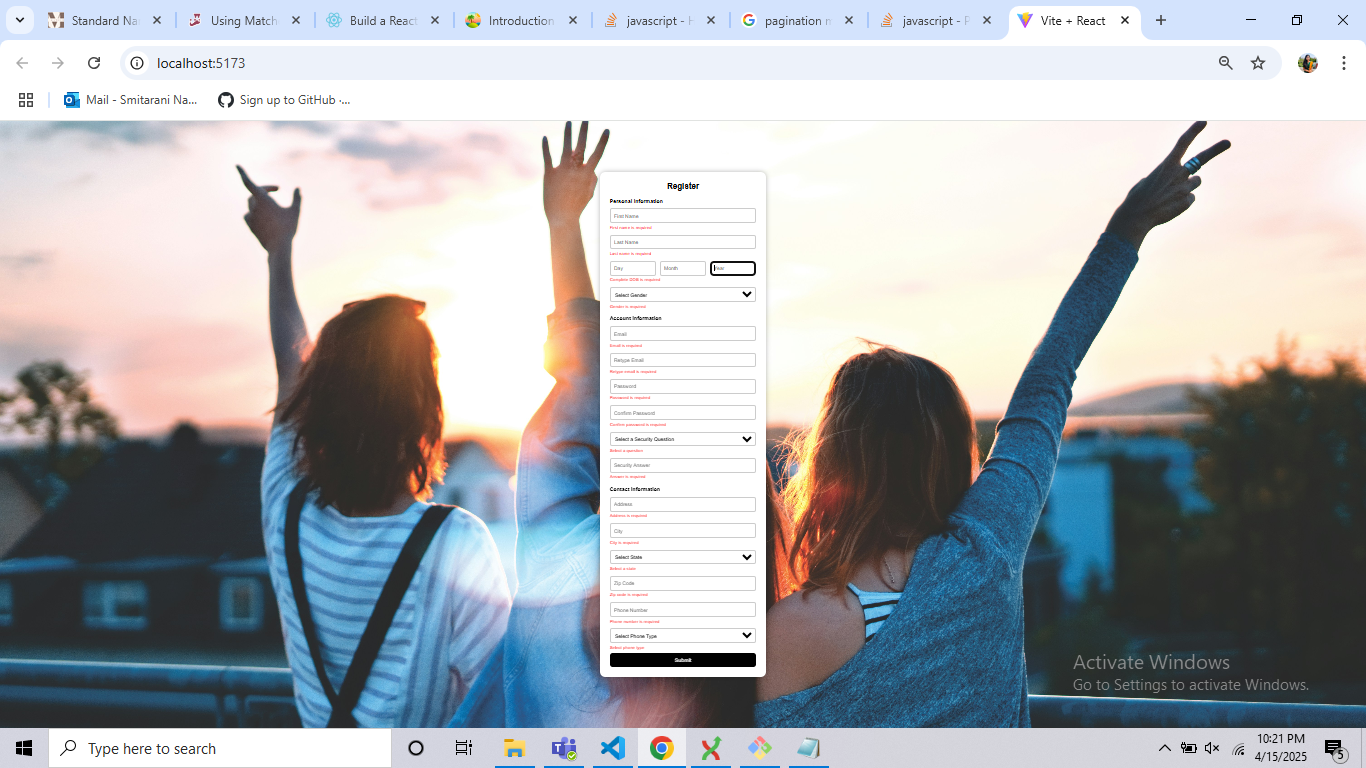 Standard Na
Using Match
Build a React
Introduction
javascript - H
pagination n
javascript - P
Vite + React
localhost:5173
Mail - Smitarani Na...
Sign up to GitHub ·...
Register
Personal Information
First Name
First name is required
Last Name
Last name is required
Day
Month
Year
Complete DOB is required
Select Gender
Gender is required
Account Information
Email
Email is required
Retype Email
Retype email is required
Password
Password is required
Confirm Password
Confirm password is required
Select a Security Question
Select a question
Security Answer
Answer is required
Contact Information
Address
Address is required
City
City is required
Select State
Select a state
Zip Code
Zip code is required
Phone Number
Phone number is required
Select Phone Type
Select phone type
Submit
Activate Windows
Go to Settings to activate Windows.
Type here to search
10:21 PM
4/15/2025
5